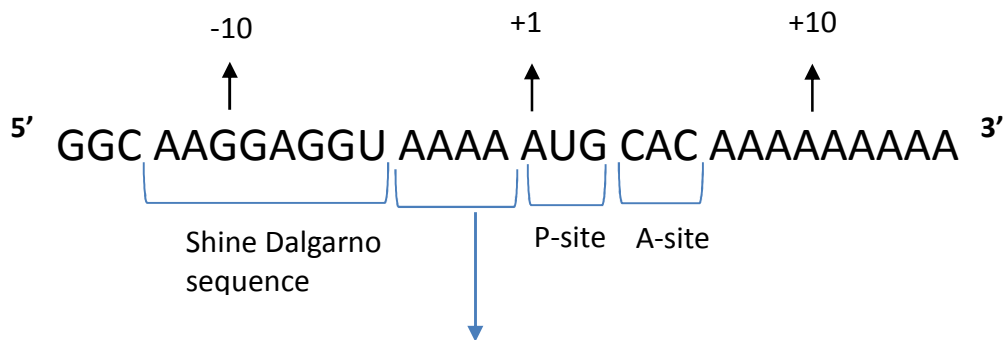 -10 +1 +10
5’ GGC AAGGAGGU AAAA AUG CAC AAAAAAAAA 3’
Shine Dalgarno P-site A-site
sequence